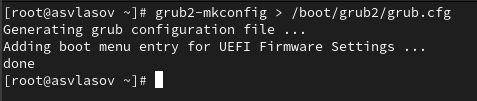 [root@asvlasov ~]# grub2-mkconfig > /boot/grub2/grub.cfg
Generating grub configuration file ...
Adding boot menu entry for UEFI Firmware Settings ...
done
[root@asvlasov ~]#